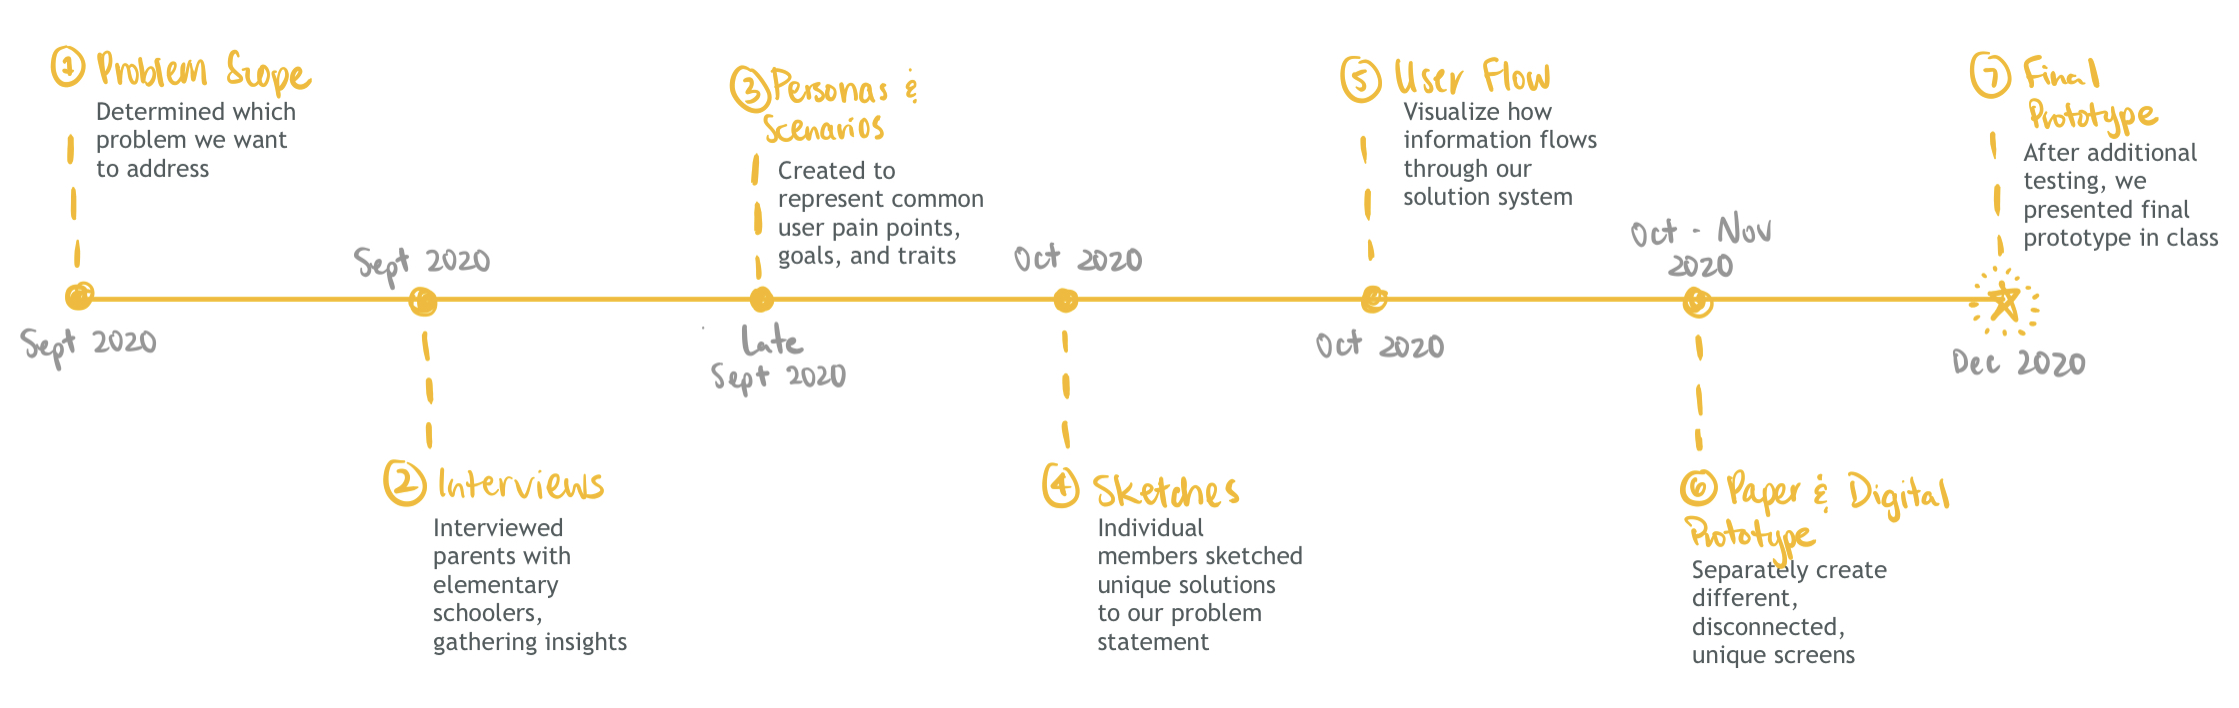 1 Problem Scope
Determined which
problem we want
to address
Sept 2020
Sept 2020
2 Interviews
Interviewed
parents with
elementary
schoolers,
gathering insights
3 Personas &
Scenarios
Created to
represent common
user pain points,
goals, and traits
Late
Sept 2020
Oct 2020
4 Sketches
Individual
members sketched
unique solutions
to our problem
statement
5 User Flow
Visualize how
information flows
through our
solution system
Oct 2020
Oct - Nov
2020
6 Paper & Digital
Prototype
Separately create
different,
disconnected,
unique screens
7 Final
Prototype
After additional
testing, we
presented final
prototype in class
Dec 2020